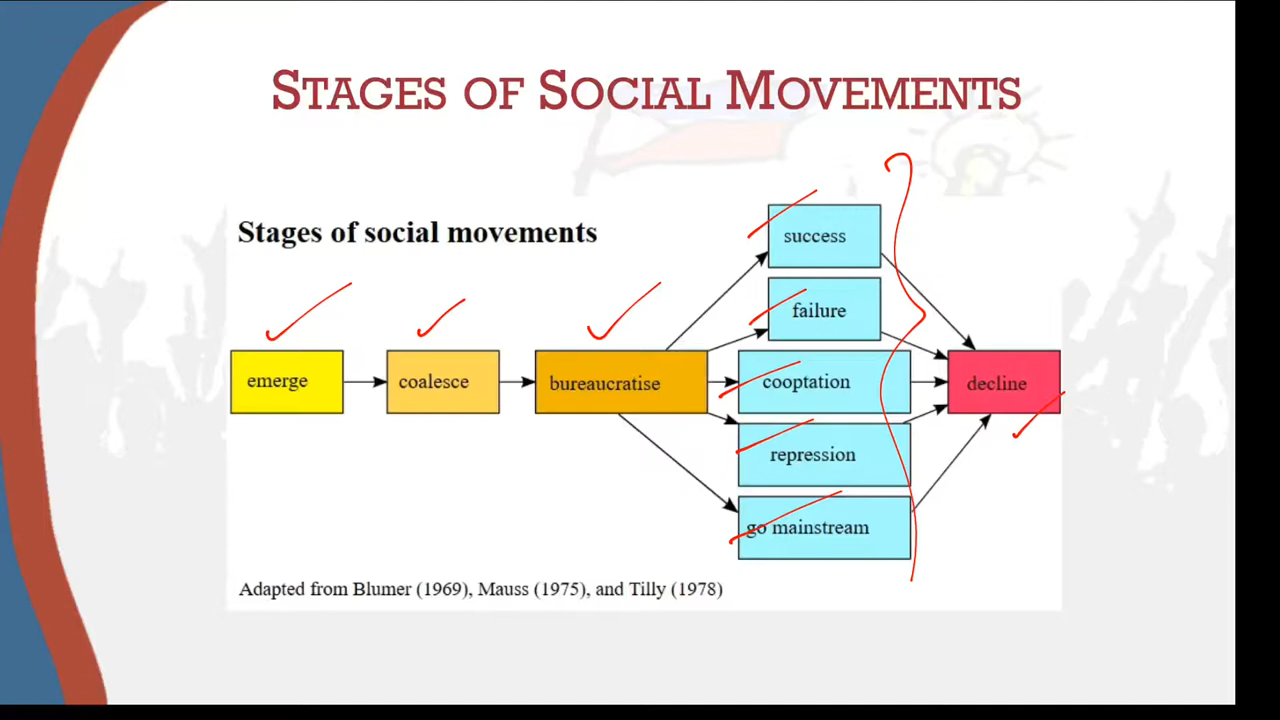 STAGES OF SOCIAL MOVEMENTS
Stages of social movements
emerge
coalesce
bureaucratise
success
failure
cooptation
repression
go mainstream
decline
Adapted from Blumer (1969), Mauss (1975), and Tilly (1978)